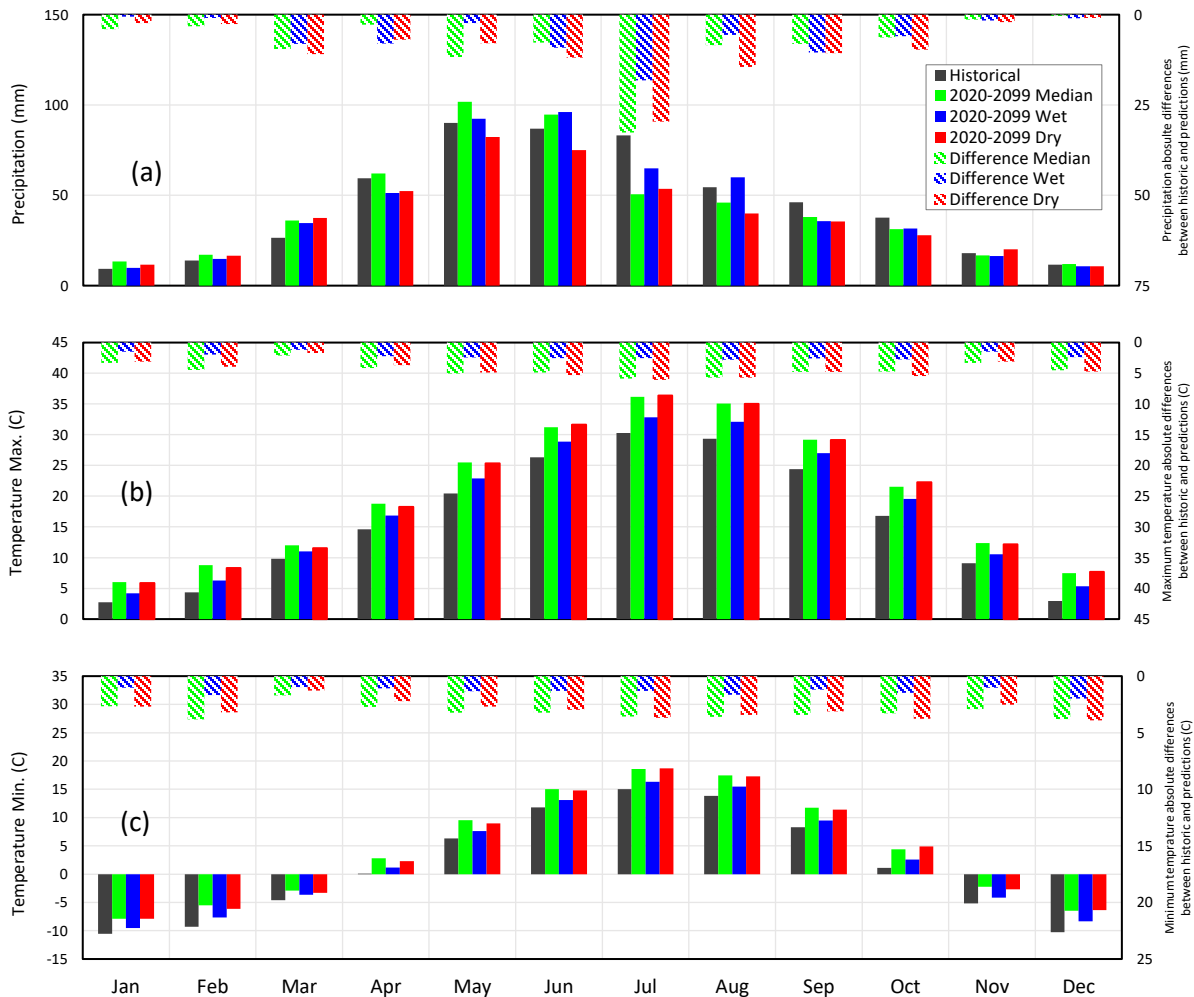 150
100
50
0
Precipitation (mm)
(a)
Historical
2020-2099 Median
2020-2099 Wet
2020-2099 Dry
Difference Median
Difference Wet
Difference Dry
0
25
50
75
Precipitation abosulte differences
between historic and predictions (mm)
45
40
35
30
25
20
15
10
5
0
Temperature Max. (C)
(b)
0
5
10
15
20
25
30
35
40
45
Maximum temperature absolute differences
between historic and predictions (C)
35
30
25
20
15
10
5
0
-5
-10
-15
Temperature Min. (C)
(c)
0
5
10
15
20
25
Minimum temperature absolute differences
between historic and predictions (C)
Jan Feb Mar Apr May Jun Jul Aug Sep Oct Nov Dec